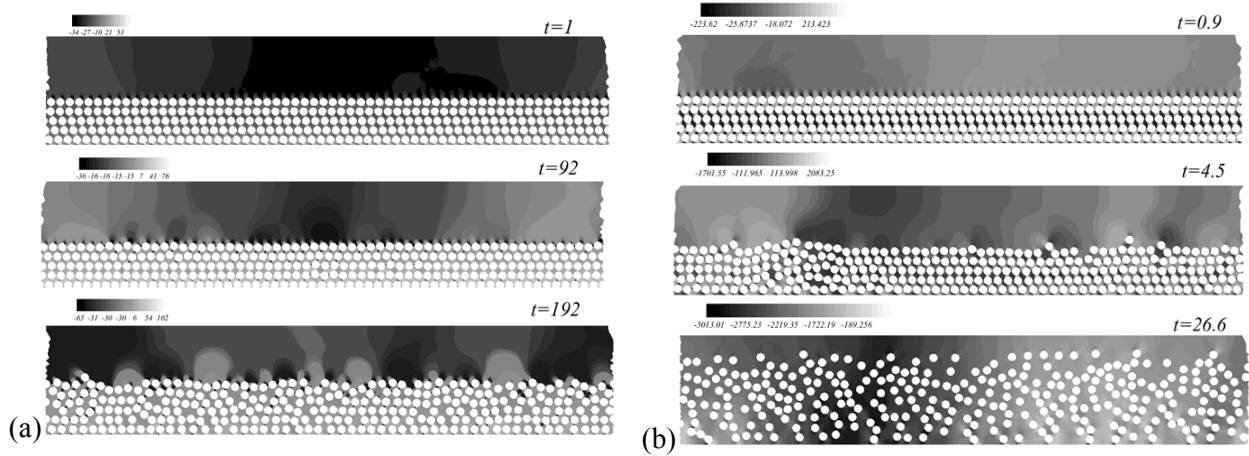 t=1
-34 -27 -10 21 53
t=92
-36 -16 -16 -15 -15 7 41 76
t=192
-65 -31 -30 -30 6 54 102
(a)
t=0.9
-223.62 -25.8737 -18.072 213.423
t=4.5
-1701.55 -111.965 113.998 2083.25
t=26.6
-5013.01 -2775.23 -2219.35 -1722.19 -189.256
(b)